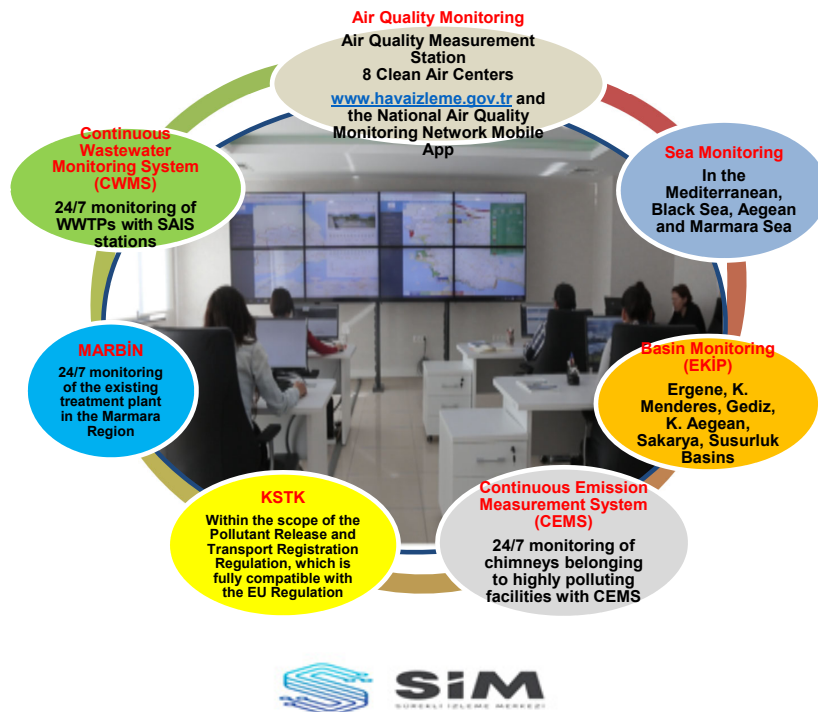 Air Quality Monitoring
Air Quality Measurement
Station
8 Clean Air Centers
www.havaizleme.gov.tr and
the National Air Quality
Monitoring Network Mobile
App
Continuous
Wastewater
Monitoring System
(CWMS)
24/7 monitoring of
WWTPs with SAIS
stations
Sea Monitoring
In the
Mediterranean,
Black Sea, Aegean
and Marmara Sea
MARBİN
24/7 monitoring
of the existing
treatment plant
in the Marmara
Region
Basin Monitoring
(EKİP)
Ergene, K.
Menderes, Gediz,
K. Aegean,
Sakarya, Susurluk
Basins
KSTK
Within the scope of the
Pollutant Release and
Transport Registration
Regulation, which is
fully compatible with
the EU Regulation
Continuous Emission
Measurement System
(CEMS)
24/7 monitoring of
chimneys belonging
to highly polluting
facilities with CEMS
SiM
SÜREKLİ İZLEME MERKEZİ